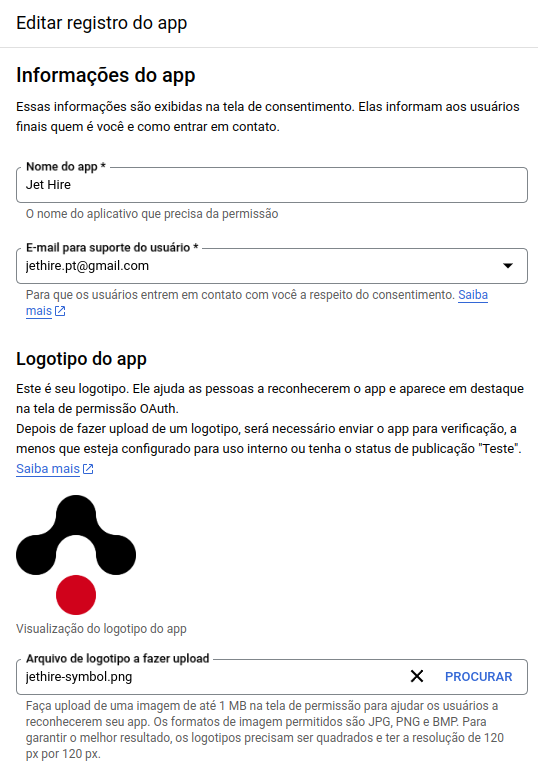 Editar registro do app
Informações do app
Essas informações são exibidas na tela de consentimento. Elas informam aos usuários
finais quem é você e como entrar em contato.
Nome do app *
Jet Hire
O nome do aplicativo que precisa da permissão
E-mail para suporte do usuário *
jethire.pt@gmail.com
Para que os usuários entrem em contato com você a respeito do consentimento. Saiba
mais
Logotipo do app
Este é seu logotipo. Ele ajuda as pessoas a reconhecerem o app e aparece em destaque
na tela de permissão OAuth.
Depois de fazer upload de um logotipo, será necessário enviar o app para verificação, a
menos que esteja configurado para uso interno ou tenha o status de publicação "Teste".
Saiba mais
Visualização do logotipo do app
Arquivo de logotipo a fazer upload
jethire-symbol.png
PROCURAR
Faça upload de uma imagem de até 1 MB na tela de permissão para ajudar os usuários a
reconhecerem seu app. Os formatos de imagem permitidos são JPG, PNG e BMP. Para
garantir o melhor resultado, os logotipos precisam ser quadrados e ter a resolução de 120
px por 120 px.